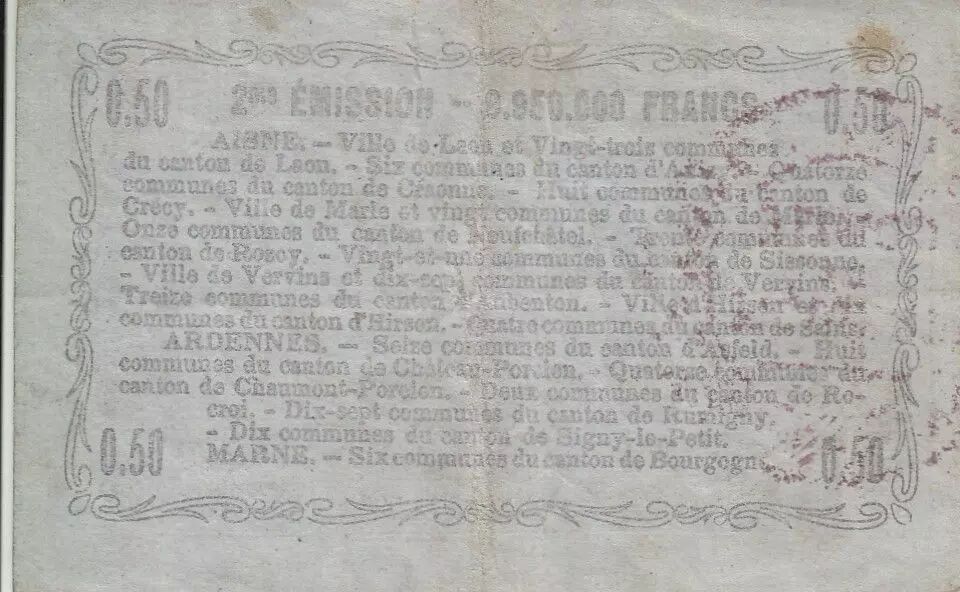 0.50 2me ÉMISSION -- 9.950.000 FRANCS 0.50
AISNE. — Ville de Laon et Vingt-trois communes
du canton de Laon. - Six communes du canton d'Anizy. - Quatorze
communes du canton de Craonne. - Huit communes du canton de
Crécy. - Ville de Marle et vingt communes du canton de Marle. -
Onze communes du canton de Neufchâtel. - Trente communes du
canton de Rozoy. - Vingt-et-une communes du canton de Sissonne.
- Ville de Vervins et dix-sept communes du canton de Vervins. -
Treize communes du canton d'Aubenton. - Ville d'Hirson et
communes du canton d'Hirson. - Quatre communes du canton de Sains.
ARDENNES. — Seize communes du canton d'Asfeld. - Huit
communes du canton de Château-Porcien. - Quatorze communes du
canton de Chaumont-Porcien. - Deux communes du canton de Ro-
croi. - Dix-sept communes du canton de Rumigny.
- Dix communes du canton de Signy-le-Petit.
0.50 MARNE. — Six communes du canton de Bourgogne 0.50